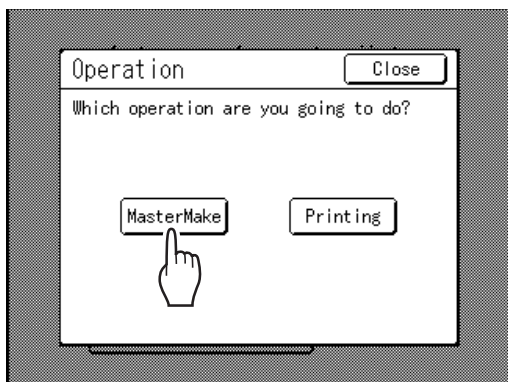 Operation
Close
Which operation are you going to do?
MasterMake
Printing